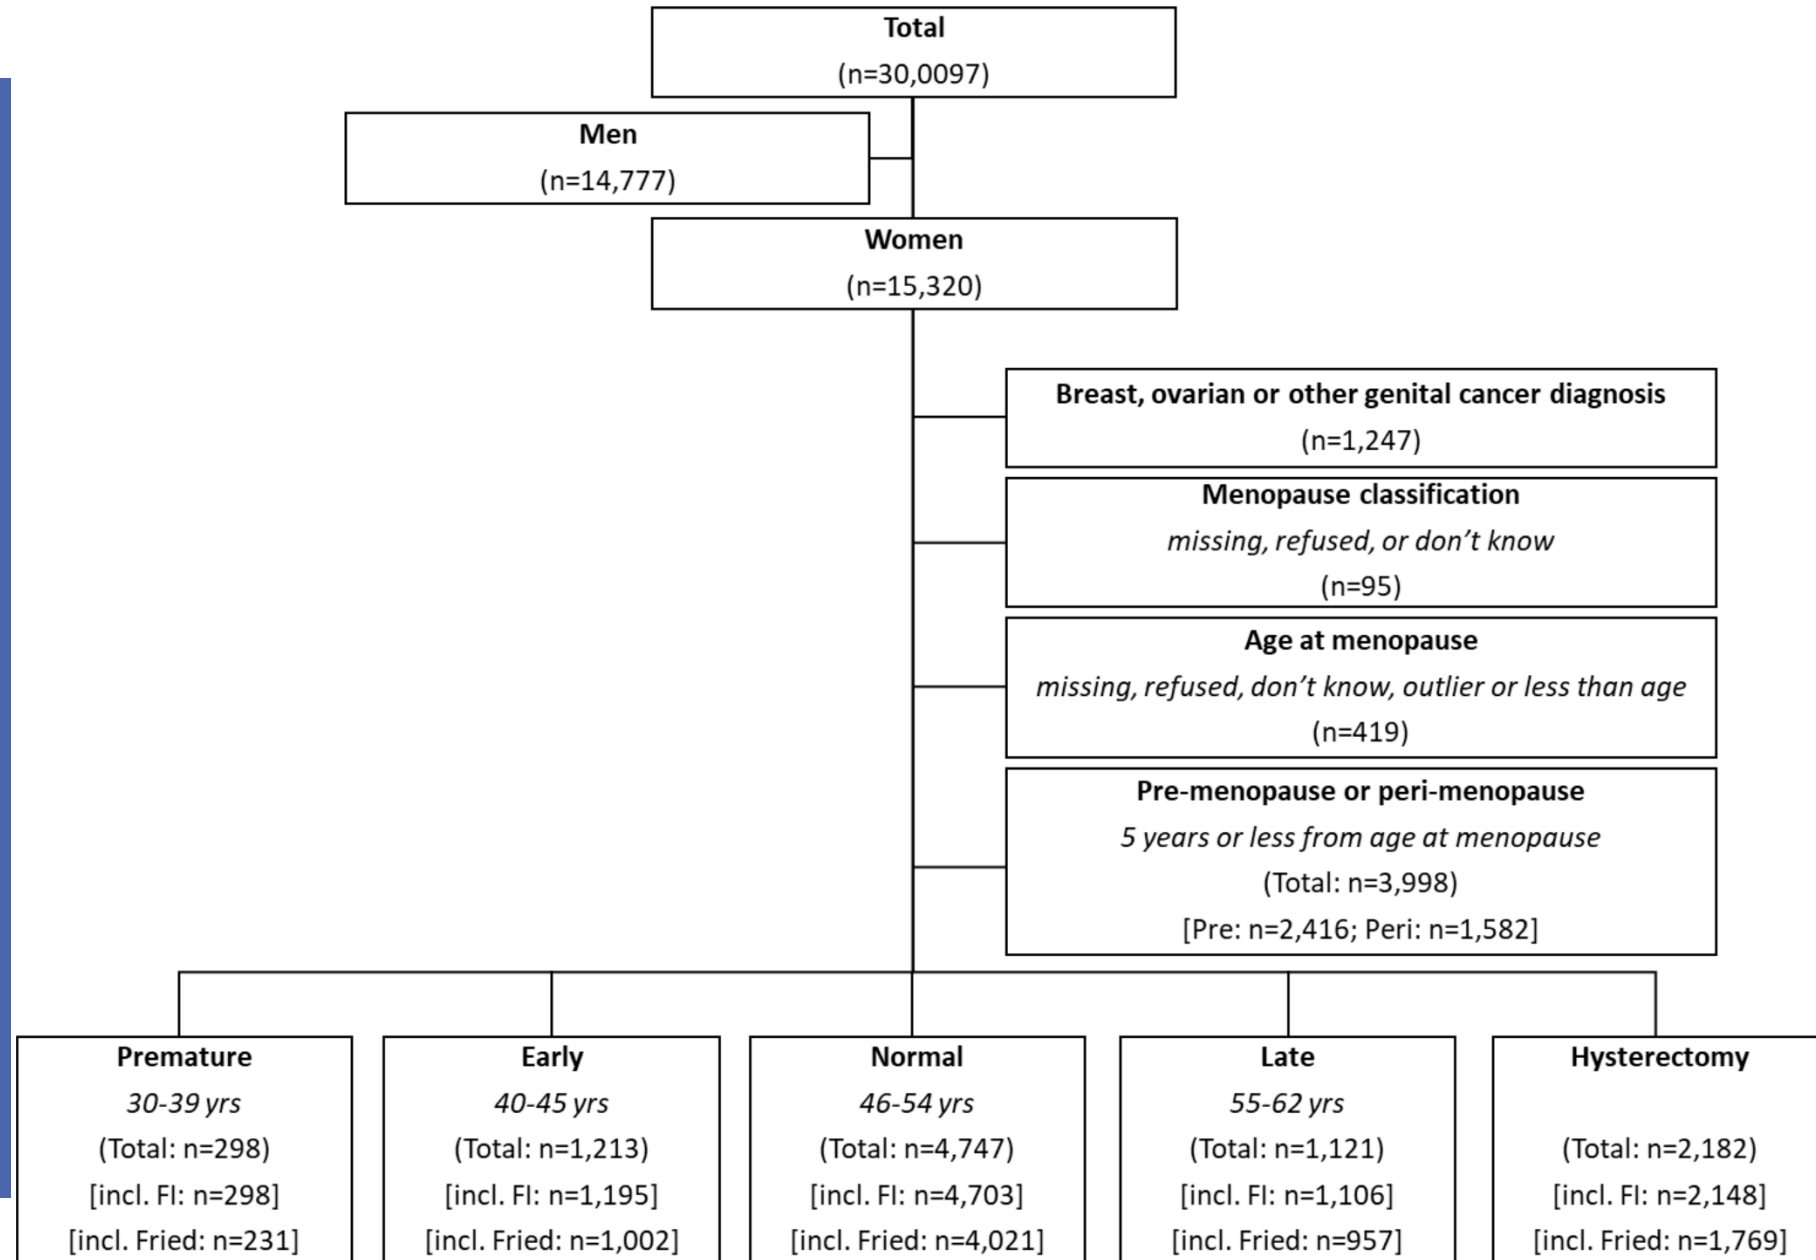 Total
(n=30,0097)
Men
(n=14,777)
Women
(n=15,320)
Breast, ovarian or other genital cancer diagnosis
(n=1,247)
Menopause classification
missing, refused, or don't know
(n=95)
Age at menopause
missing, refused, don't know, outlier or less than age
(n=419)
Pre-menopause or peri-menopause
5 years or less from age at menopause
(Total: n=3,998)
[Pre: n=2,416; Peri: n=1,582]
Premature
30-39 yrs
(Total: n=298)
[incl. FI: n=298]
[incl. Fried: n=231]
Early
40-45 yrs
(Total: n=1,213)
[incl. FI: n=1,195]
[incl. Fried: n=1,002]
Normal
46-54 yrs
(Total: n=4,747)
[incl. FI: n=4,703]
[incl. Fried: n=4,021]
Late
55-62 yrs
(Total: n=1,121)
[incl. FI: n=1,106]
[incl. Fried: n=957]
Hysterectomy
(Total: n=2,182)
[incl. FI: n=2,148]
[incl. Fried: n=1,769]